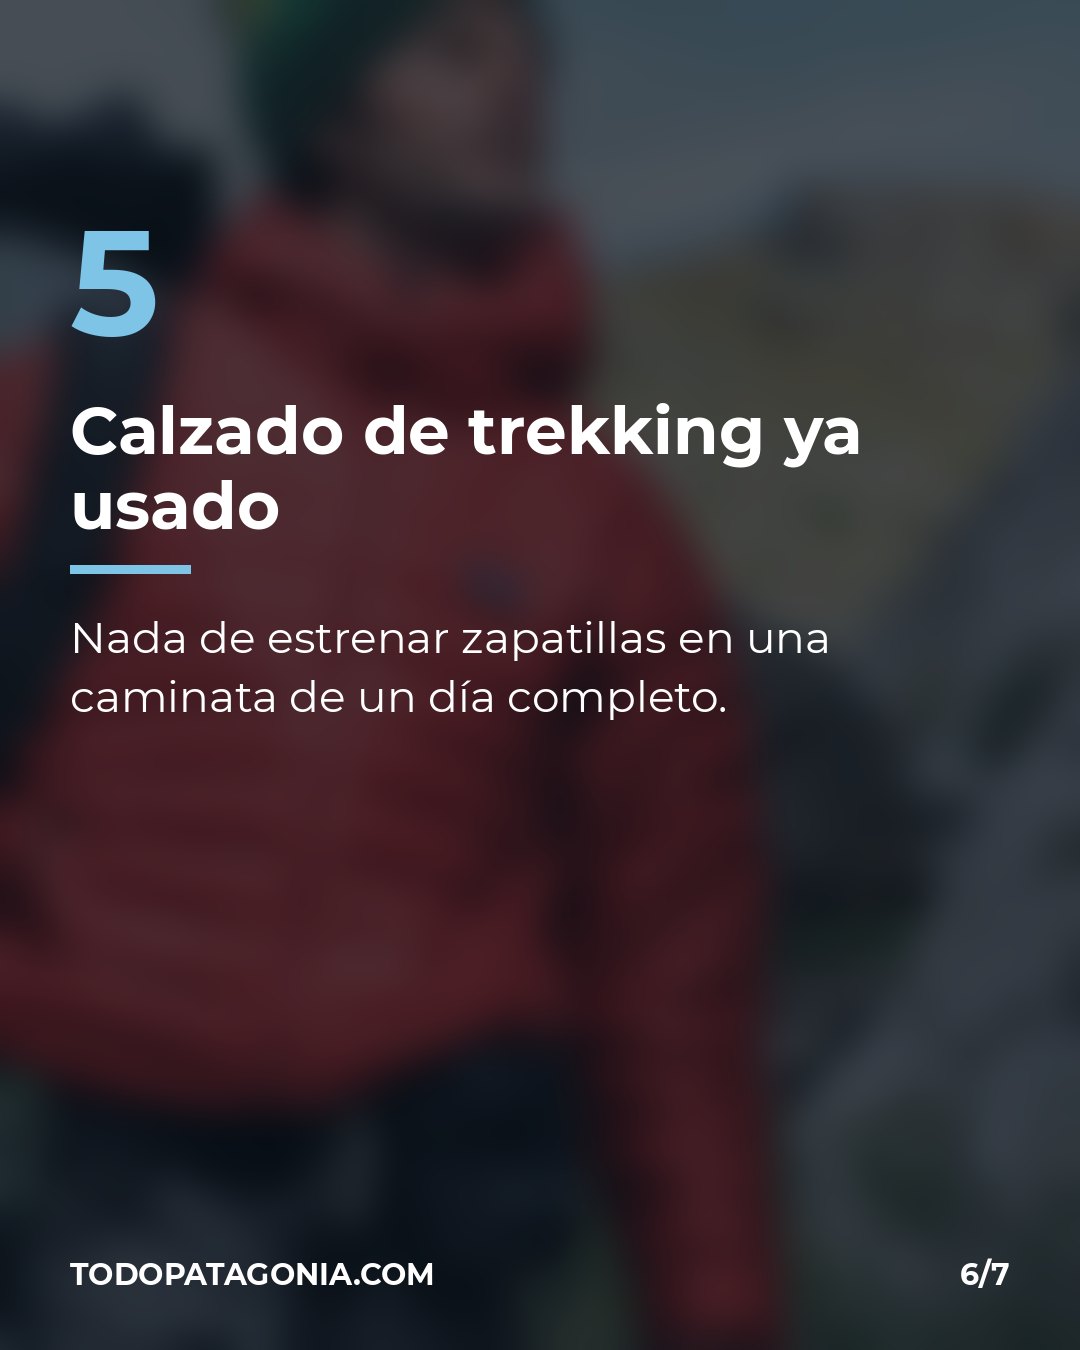 5
Calzado de trekking ya
usado
Nada de estrenar zapatillas en una
caminata de un día completo.
TODOPATAGONIA.COM
6/7